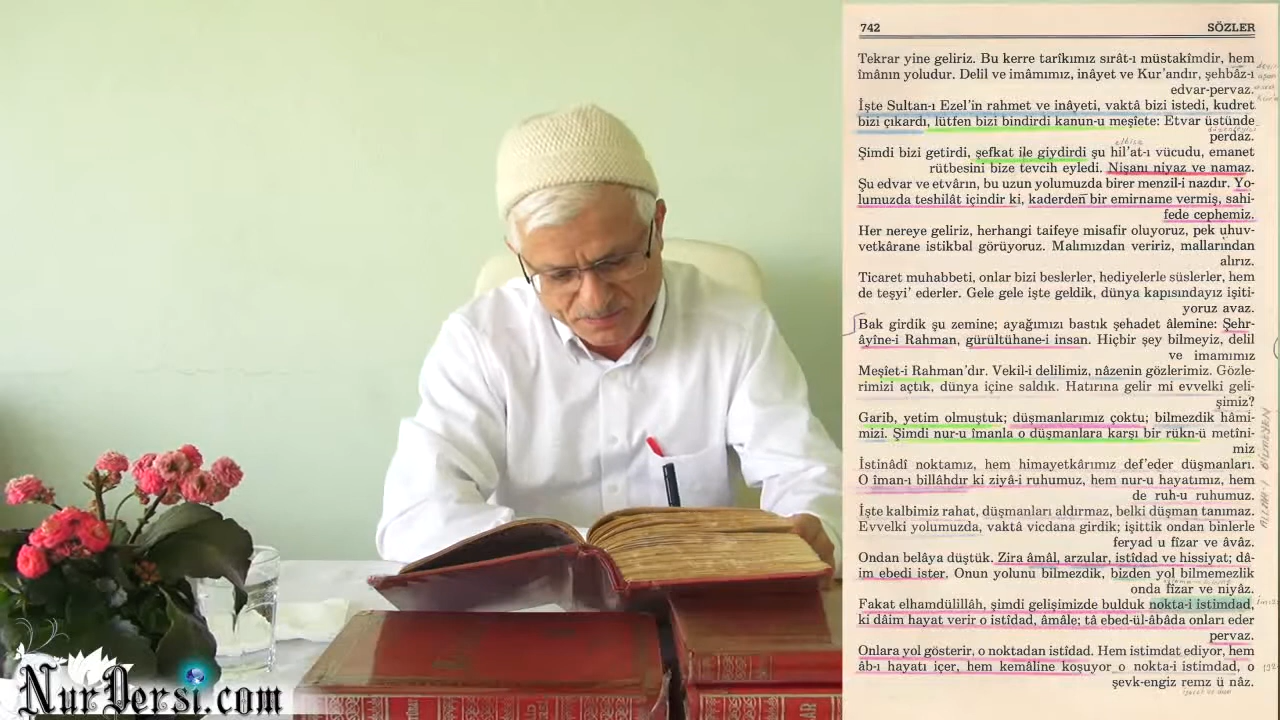 742 SÖZLER
Tekrar yine geliriz. Bu kerre tarîkımız sırât-ı müstakîmdir, hem
îmânın yoludur. Delil ve imâmımız, inâyet ve Kur'andır, şehbâz-ı
edvar-pervaz.
İşte Sultan-ı Ezel'in rahmet ve inâyeti, vaktâ bizi istedi, kudret
bizi çıkardı, lütfen bizi bindirdi kanun-u meşîete: Etvar üstünde
perdaz.
Şimdi bizi getirdi, şefkat ile giydirdi şu hil'at-ı vücudu, emanet
rütbesini bize tevcih eyledi. Nişanı niyaz ve namaz.
Şu edvar ve etvârın, bu uzun yolumuzda birer menzil-i nazdır. Yo-
lumuzda teshilât içindir ki, kaderden bir emirname vermiş, sahi-
fede cephemiz.
Her nereye geliriz, herhangi taifeye misafir oluyoruz, pek uhuv-
vetkârane istikbal görüyoruz. Malımızdan veririz, mallarından
alırız.
Ticaret muhabbeti, onlar bizi beslerler, hediyelerle süslerler, hem
de teşyi' ederler. Gele gele işte geldik, dünya kapısındayız işiti-
yoruz avaz.
Bak girdik şu zemine; ayağımızı bastık şehadet âlemine: Şehr-
âyîne-i Rahman, gürültühane-i insan. Hiçbir şey bilmeyiz, delil
ve imamımız
Meşîet-i Rahman'dır. Vekil-i delilimiz, nâzenin gözlerimiz. Gözle-
rimizi açtık, dünya içine saldık. Hatırına gelir mi evvelki geli-
şimiz?
Garib, yetim olmuştuk; düşmanlarımız çoktu; bilmezdik hâmi-
mizi. Şimdi nur-u îmanla o düşmanlara karşı bir rükn-ü metîni-
miz
İstinâdî noktamız, hem himayetkârımız def'eder düşmanları.
O îman-ı billâhdır ki ziyâ-i ruhumuz, hem nur-u hayatımız, hem
de ruh-u ruhumuz.
İşte kalbimiz rahat, düşmanları aldırmaz, belki düşman tanımaz.
Evvelki yolumuzda, vaktâ vicdana girdik; işittik ondan binlerle
feryad u fîzar ve âvâz.
Ondan belâya düştük. Zira âmâl, arzular, istîdad ve hissiyat; dâ-
im ebedi ister. Onun yolunu bilmezdik, bizden yol bilmemezlik
onda fîzar ve niyâz.
Fakat elhamdülillâh, şimdi gelişimizde bulduk nokta-i istimdad,
ki dâim hayat verir o istîdad, âmâle; tâ ebed-ül-âbâda onları eder
pervaz.
Onlara yol gösterir, o noktadan istîdad. Hem istimdat ediyor, hem
âb-ı hayatı içer, hem kemâline koşuyor o nokta-i istimdad, o
şevk-engiz remz ü nâz.
NurDersi.com